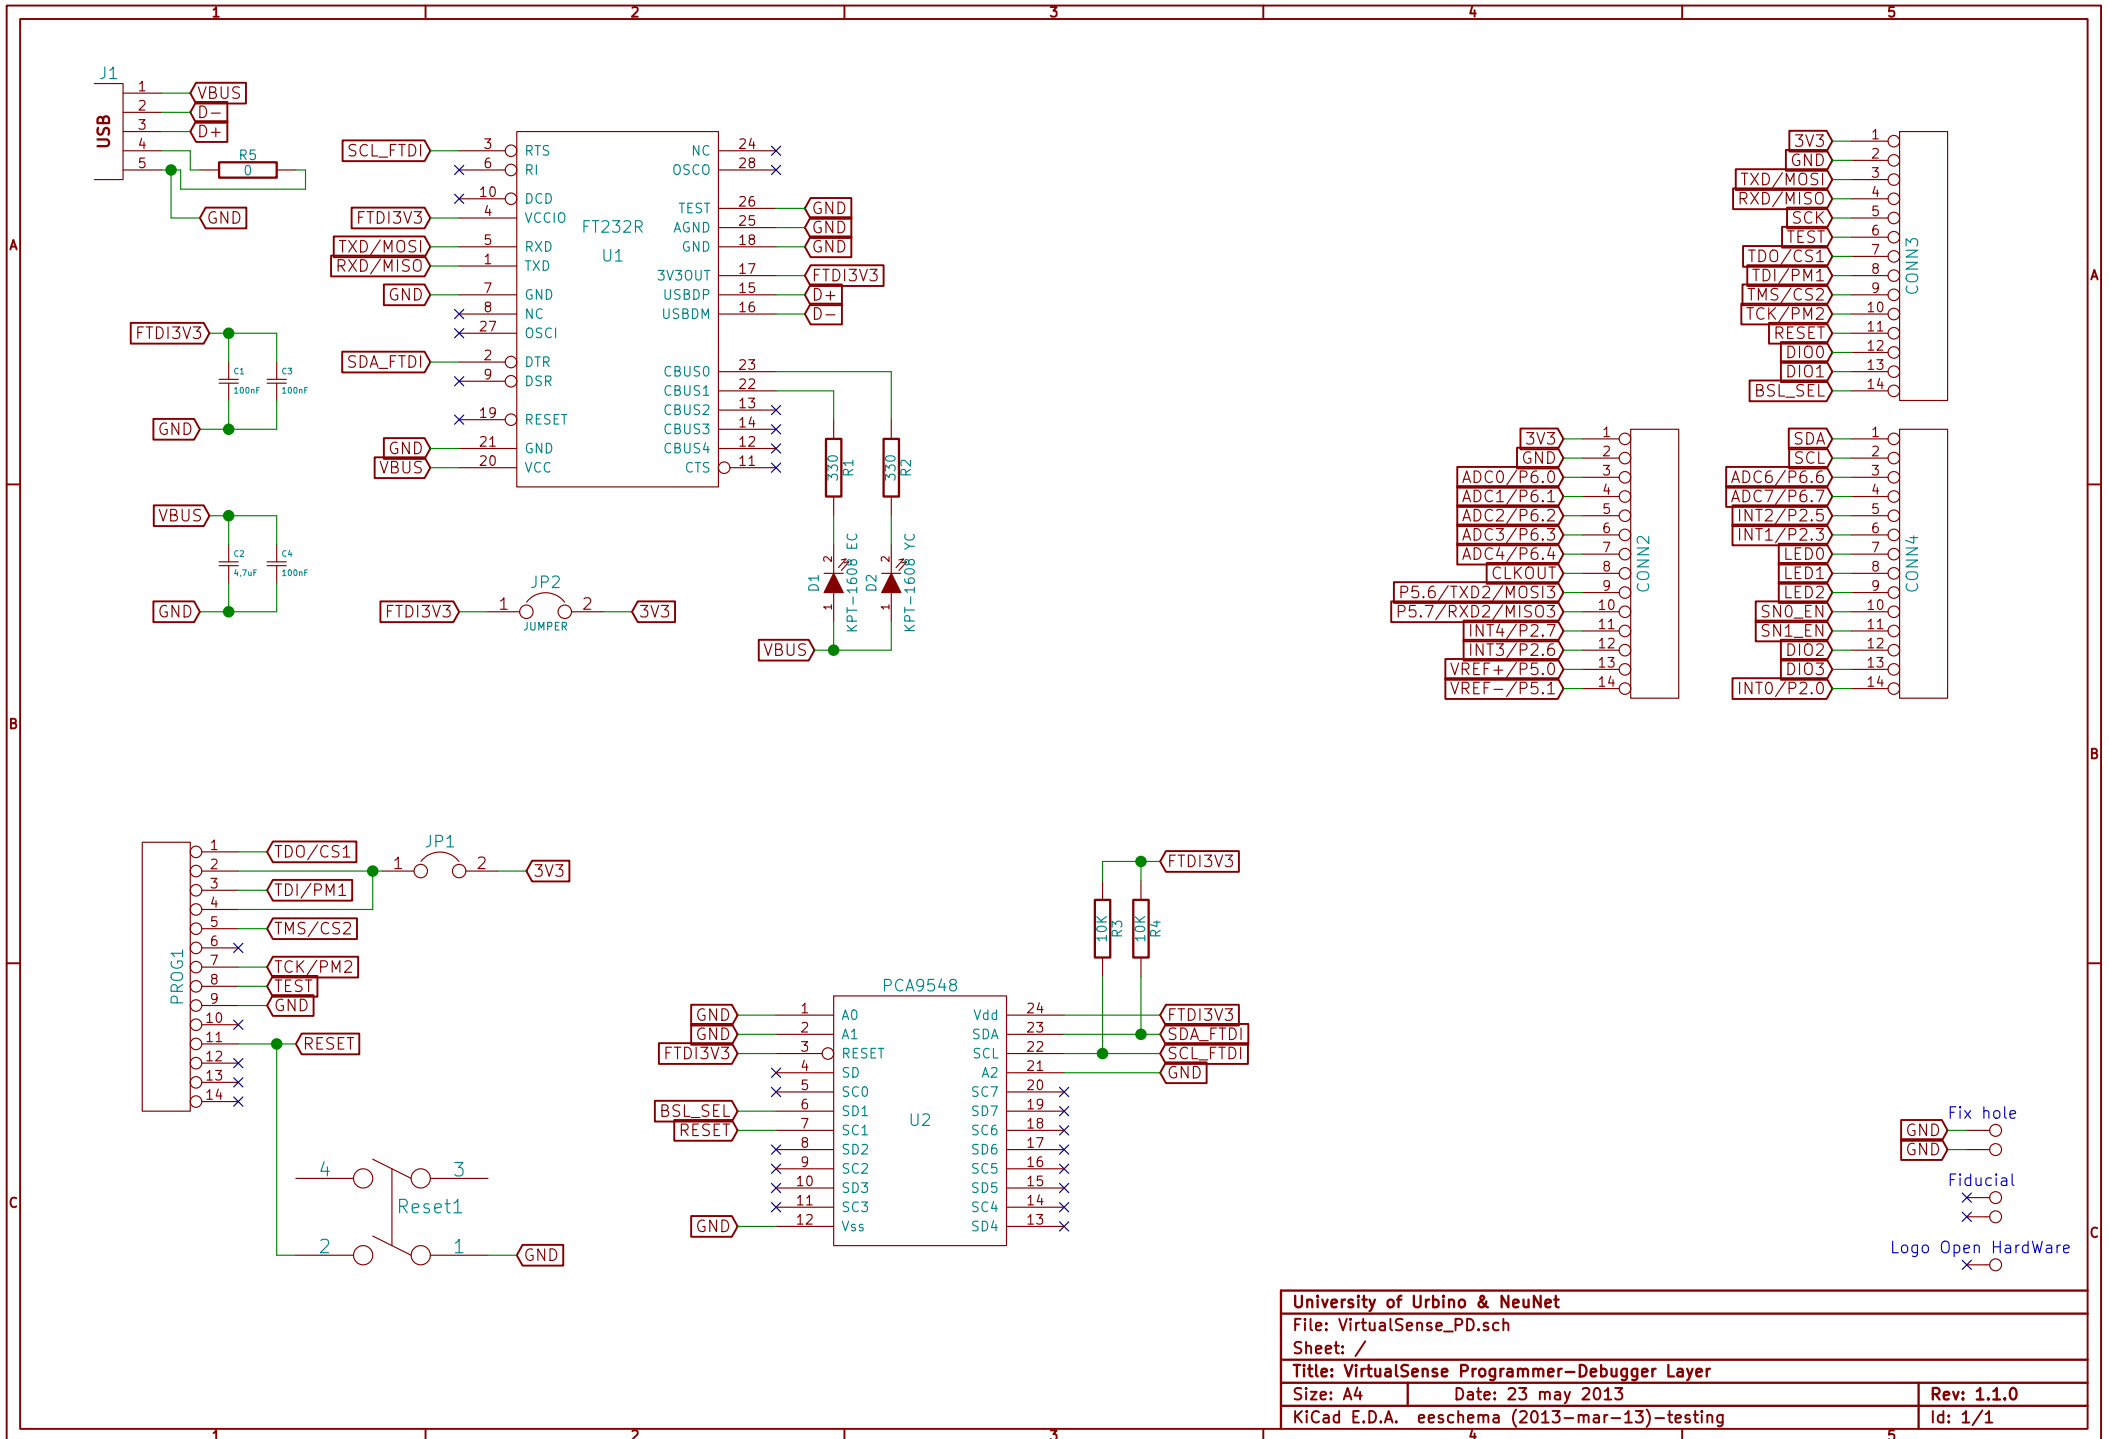 1 2 3 4 5
A
B
C
J1
USB
1 VBUS
2 D-
3 D+
4
5
R5
0
GND
SCL_FTDI 3 RTS
6 RI
10 DCD
FTDI3V3 4 VCCIO
TXD/MOSI 5 RXD
RXD/MISO 1 TXD
GND 7 GND
8 NC
27 OSCI
SDA_FTDI 2 DTR
9 DSR
19 RESET
GND 21 GND
VBUS 20 VCC
FT232R
U1
NC 24
OSCO 28
TEST 26 GND
AGND 25 GND
GND 18 GND
3V3OUT 17 FTDI3V3
USBDP 15 D+
USBDM 16 D-
CBUS0 23
CBUS1 22
CBUS2 13
CBUS3 14
CBUS4 12
CTS 11
330 R1
330 R2
D1 2 1 KPT-1608 EC
D2 2 1 KPT-1608 YC
VBUS
FTDI3V3
C1
100nF
C3
100nF
GND
VBUS
C2
4,7uF
C4
100nF
GND
JP2
FTDI3V3 1 2 3V3
JUMPER
3V3 1
GND 2
TXD/MOSI 3
RXD/MISO 4
SCK 5
TEST 6
TDO/CS1 7
TDI/PM1 8
TMS/CS2 9
TCK/PM2 10
RESET 11
DIO0 12
DIO1 13
BSL_SEL 14
CONN3
3V3 1
GND 2
ADC0/P6.0 3
ADC1/P6.1 4
ADC2/P6.2 5
ADC3/P6.3 6
ADC4/P6.4 7
CLKOUT 8
P5.6/TXD2/MOSI3 9
P5.7/RXD2/MISO3 10
INT4/P2.7 11
INT3/P2.6 12
VREF+/P5.0 13
VREF-/P5.1 14
CONN2
SDA 1
SCL 2
ADC6/P6.6 3
ADC7/P6.7 4
INT2/P2.5 5
INT1/P2.3 6
LED0 7
LED1 8
LED2 9
SN0_EN 10
SN1_EN 11
DIO2 12
DIO3 13
INT0/P2.0 14
CONN4
PROG1
1 TDO/CS1
2
3 TDI/PM1
4
5 TMS/CS2
6
7 TCK/PM2
8 TEST
9 GND
10
11 RESET
12
13
14
JP1
1 2 3V3
4 3
Reset1
2 1 GND
FTDI3V3
10K R3
10K R4
PCA9548
GND 1 A0
GND 2 A1
FTDI3V3 3 RESET
4 SD
5 SC0
BSL_SEL 6 SD1
RESET 7 SC1
8 SD2
9 SC2
10 SD3
11 SC3
GND 12 Vss
U2
Vdd 24 FTDI3V3
SDA 23 SDA_FTDI
SCL 22 SCL_FTDI
A2 21 GND
SC7 20
SD7 19
SC6 18
SD6 17
SC5 16
SD5 15
SC4 14
SD4 13
Fix hole
GND
GND
Fiducial
Logo Open HardWare
University of Urbino & NeuNet
File: VirtualSense_PD.sch
Sheet: /
Title: VirtualSense Programmer-Debugger Layer
Size: A4 Date: 23 may 2013 Rev: 1.1.0
KiCad E.D.A. eeschema (2013-mar-13)-testing Id: 1/1
A
B
C
1 2 3 4 5